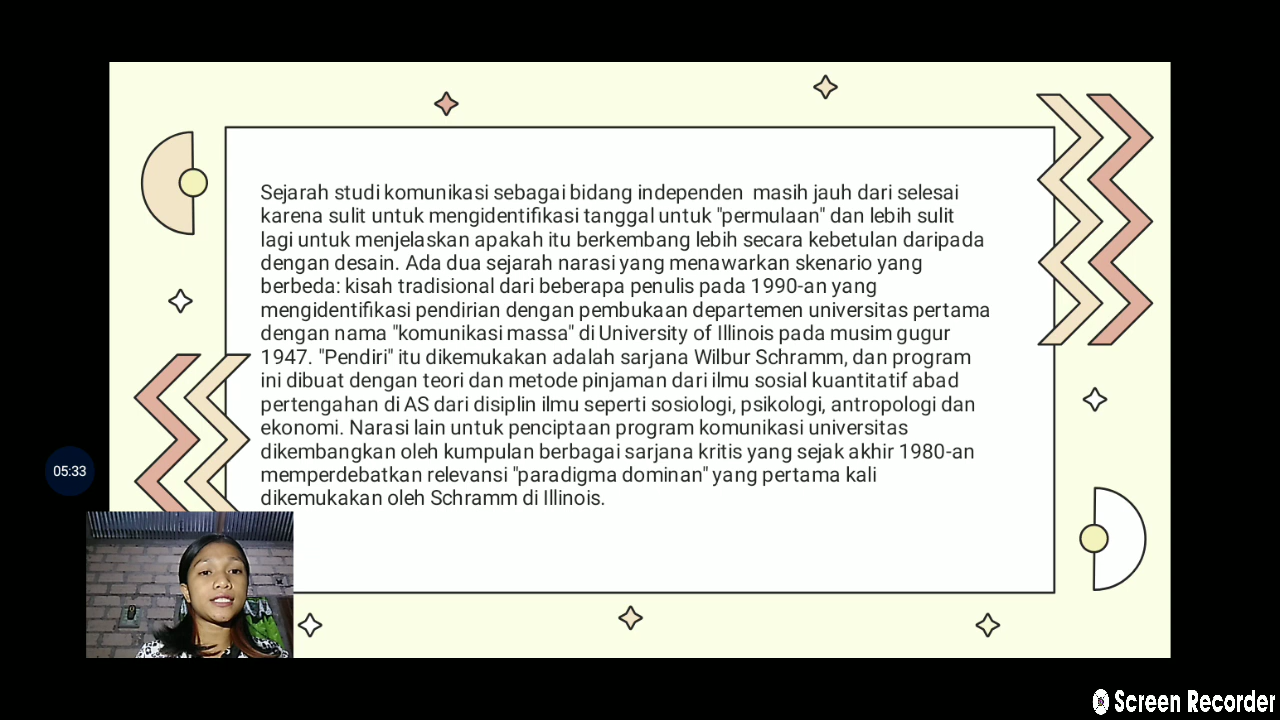 Sejarah studi komunikasi sebagai bidang independen masih jauh dari selesai
karena sulit untuk mengidentifikasi tanggal untuk "permulaan" dan lebih sulit
lagi untuk menjelaskan apakah itu berkembang lebih secara kebetulan daripada
dengan desain. Ada dua sejarah narasi yang menawarkan skenario yang
berbeda: kisah tradisional dari beberapa penulis pada 1990-an yang
mengidentifikasi pendirian dengan pembukaan departemen universitas pertama
dengan nama "komunikasi massa" di University of Illinois pada musim gugur
1947. "Pendiri" itu dikemukakan adalah sarjana Wilbur Schramm, dan program
ini dibuat dengan teori dan metode pinjaman dari ilmu sosial kuantitatif abad
pertengahan di AS dari disiplin ilmu seperti sosiologi, psikologi, antropologi dan
ekonomi. Narasi lain untuk penciptaan program komunikasi universitas
dikembangkan oleh kumpulan berbagai sarjana kritis yang sejak akhir 1980-an
memperdebatkan relevansi "paradigma dominan" yang pertama kali
dikemukakan oleh Schramm di Illinois.
05:33
Screen Recorder